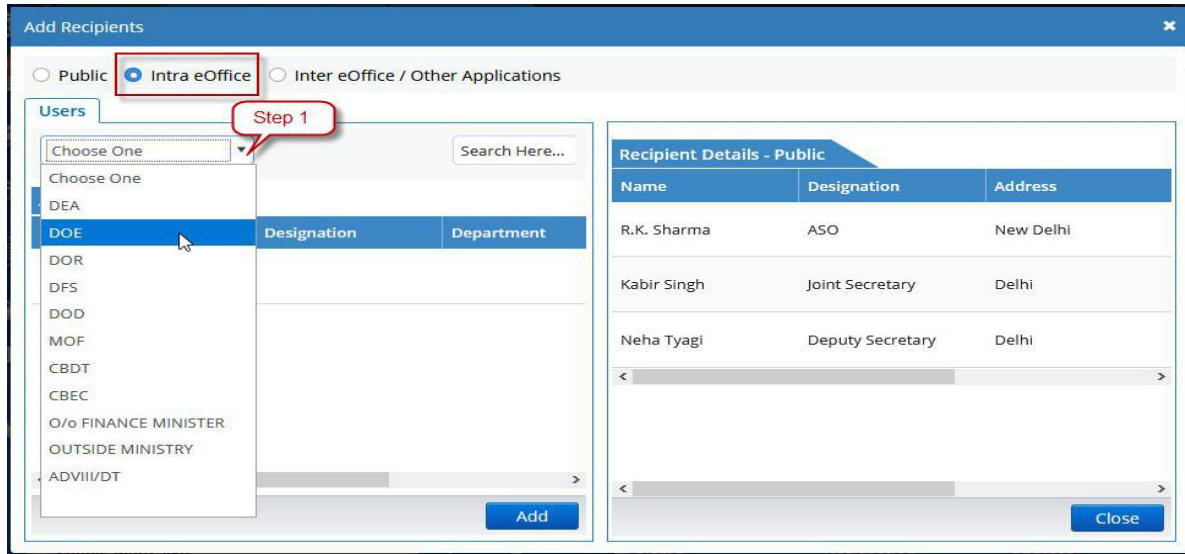 Add Recipients
Public Intra eOffice Inter eOffice / Other Applications
Users
Step 1
Choose One Search Here...
Choose One
DEA
DOE
DOR
DFS
DOD
MOF
CBDT
CBEC
O/o FINANCE MINISTER
OUTSIDE MINISTRY
ADVIII/DT
Designation Department
Add
Recipient Details - Public
Name Designation Address
R.K. Sharma ASO New Delhi
Kabir Singh Joint Secretary Delhi
Neha Tyagi Deputy Secretary Delhi
Close